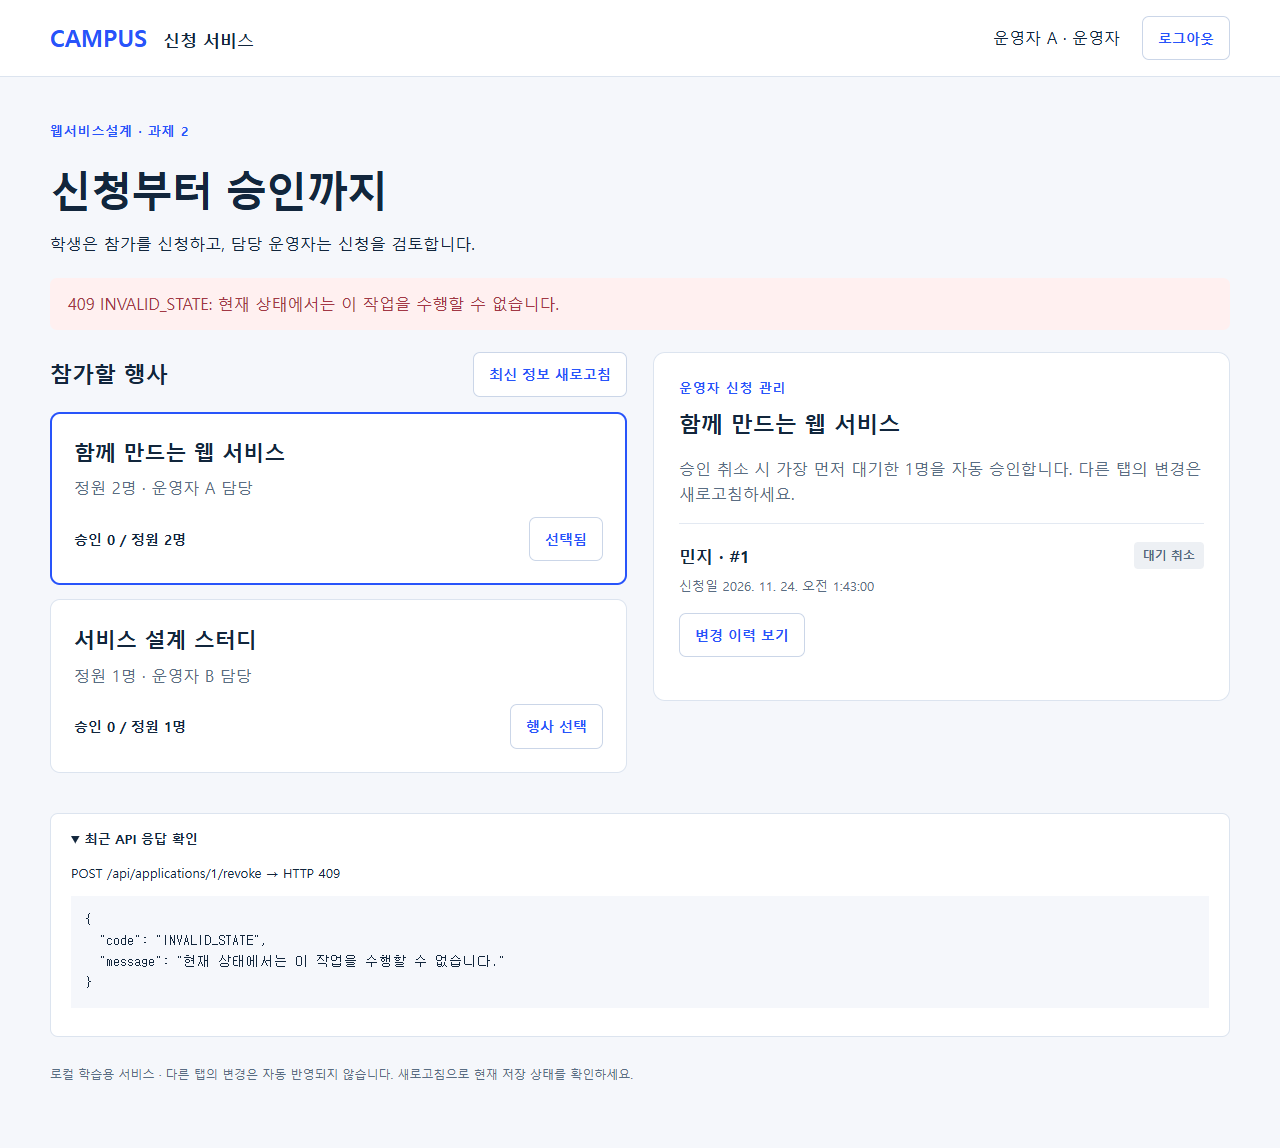 CAMPUS 신청 서비스
운영자 A · 운영자
로그아웃
웹서비스설계 · 과제 2
신청부터 승인까지
학생은 참가를 신청하고, 담당 운영자는 신청을 검토합니다.
409 INVALID_STATE: 현재 상태에서는 이 작업을 수행할 수 없습니다.
참가할 행사
최신 정보 새로고침
함께 만드는 웹 서비스
정원 2명 · 운영자 A 담당
승인 0 / 정원 2명
선택됨
서비스 설계 스터디
정원 1명 · 운영자 B 담당
승인 0 / 정원 1명
행사 선택
운영자 신청 관리
함께 만드는 웹 서비스
승인 취소 시 가장 먼저 대기한 1명을 자동 승인합니다. 다른 탭의 변경은
새로고침하세요.
민지 · #1
대기 취소
신청일 2026. 11. 24. 오전 1:43:00
변경 이력 보기
▼ 최근 API 응답 확인
POST /api/applications/1/revoke → HTTP 409
{
"code": "INVALID_STATE",
"message": "현재 상태에서는 이 작업을 수행할 수 없습니다."
}
로컬 학습용 서비스 · 다른 탭의 변경은 자동 반영되지 않습니다. 새로고침으로 현재 저장 상태를 확인하세요.